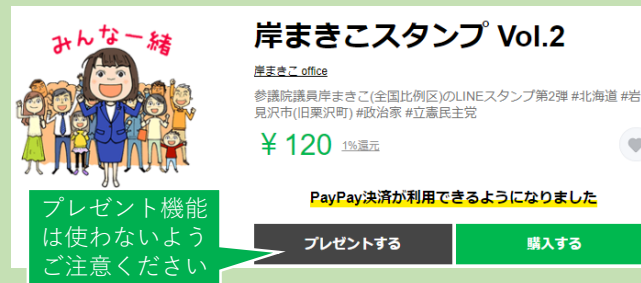 みんな一緒
岸まきこスタンプ Vol.2
岸まきこ office
参議院議員岸まきこ(全国比例区)のLINEスタンプ第2弾 #北海道 #岩
見沢市(旧栗沢町) #政治家 #立憲民主党
¥ 120 1%還元
PayPay決済が利用できるようになりました
プレゼント機能
は使わないよう
ご注意ください
プレゼントする 購入する